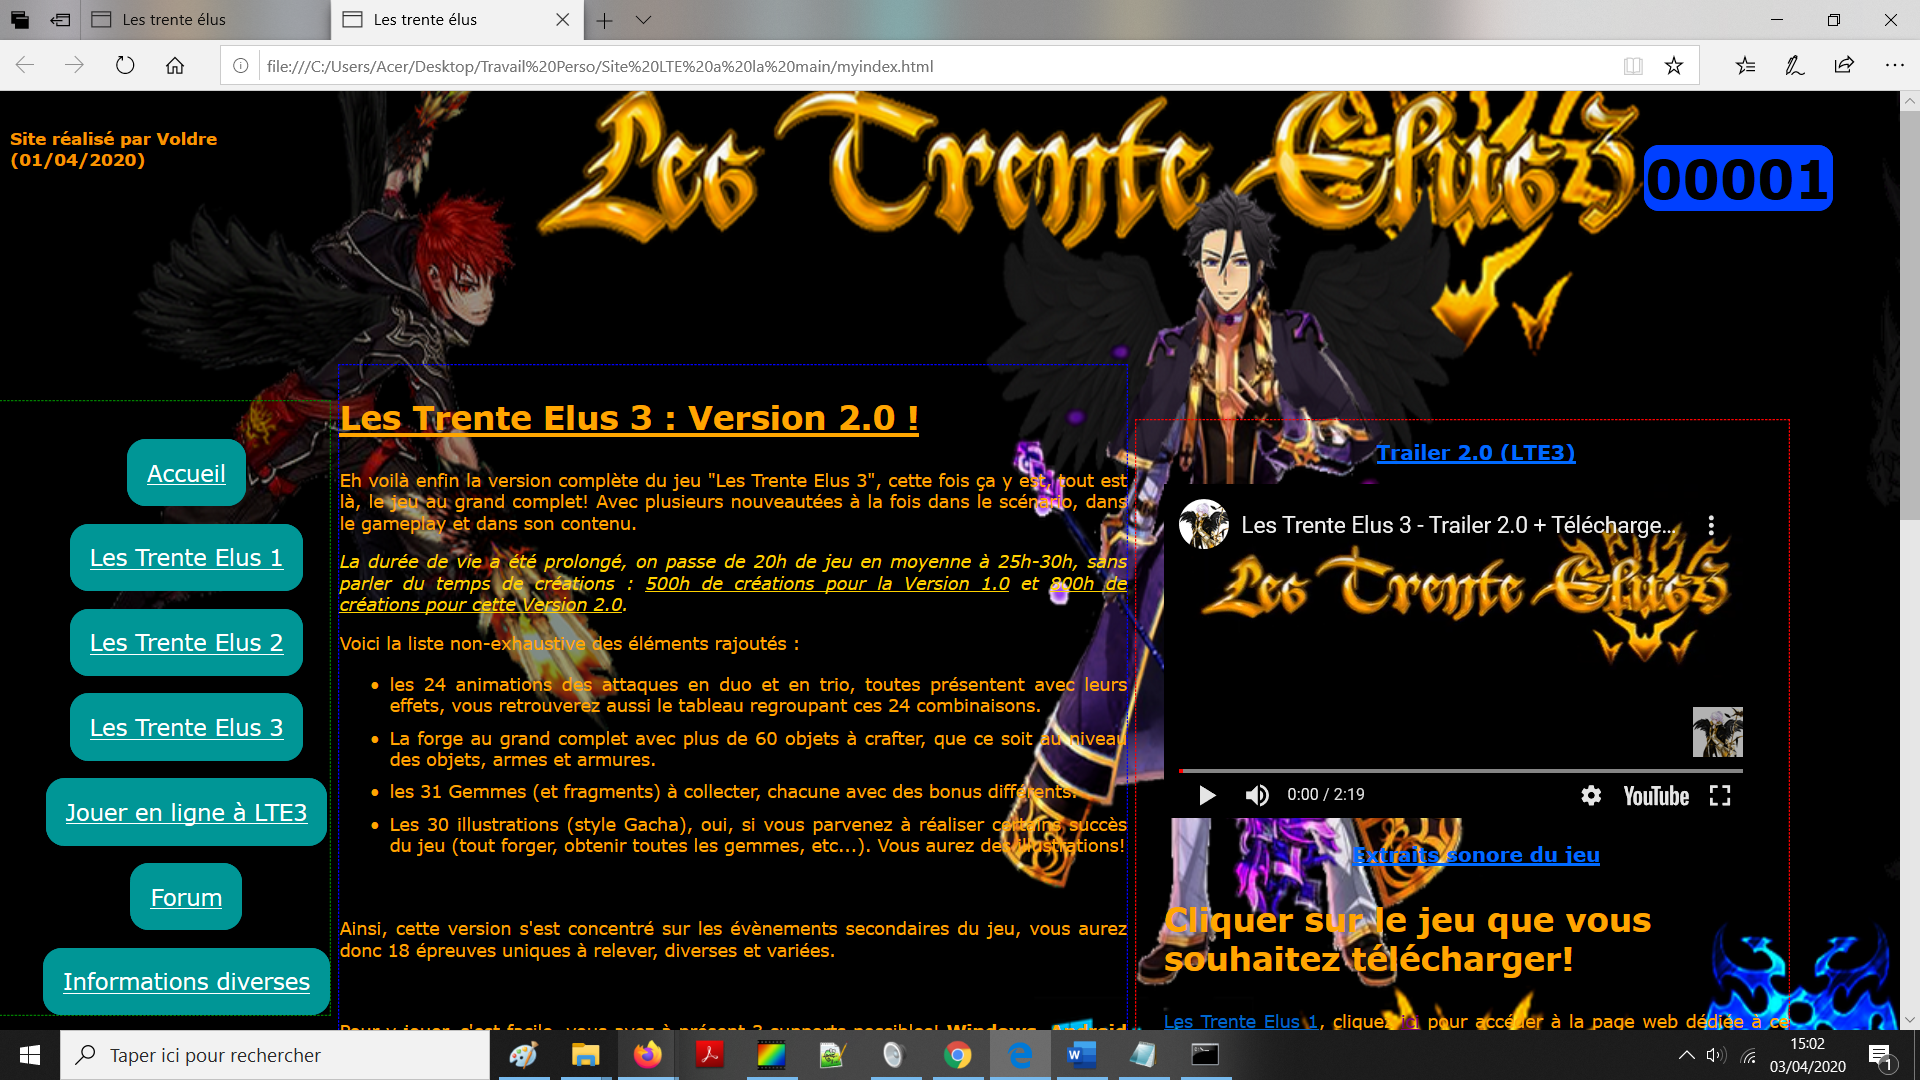 Les trente élus
Les trente élus
file:///C:/Users/Acer/Desktop/Travail%20Perso/Site%20LTE%20a%20la%20main/myindex.html
Site réalisé par Voldre
(01/04/2020)
Les Trente Elus 3
00001
Accueil
Les Trente Elus 1
Les Trente Elus 2
Les Trente Elus 3
Jouer en ligne à LTE3
Forum
Informations diverses
Les Trente Elus 3 : Version 2.0 !
Eh voilà enfin la version complète du jeu "Les Trente Elus 3", cette fois ça y est, tout est
là, le jeu au grand complet! Avec plusieurs nouveautées à la fois dans le scénario, dans
le gameplay et dans son contenu.
La durée de vie a été prolongé, on passe de 20h de jeu en moyenne à 25h-30h, sans
parler du temps de créations : 500h de créations pour la Version 1.0 et 800h de
créations pour cette Version 2.0.
Voici la liste non-exhaustive des éléments rajoutés :
• les 24 animations des attaques en duo et en trio, toutes présentent avec leurs
effets, vous retrouverez aussi le tableau regroupant ces 24 combinaisons.
• La forge au grand complet avec plus de 60 objets à crafter, que ce soit au niveau
des objets, armes et armures.
• les 31 Gemmes (et fragments) à collecter, chacune avec des bonus différents.
• Les 30 illustrations (style Gacha), oui, si vous parvenez à réaliser certains succès
du jeu (tout forger, obtenir toutes les gemmes, etc...). Vous aurez des illustrations!
Ainsi, cette version s'est concentré sur les évènements secondaires du jeu, vous aurez
donc 18 épreuves uniques à relever, diverses et variées.
Pour y jouer, c'est facile, vous avez à présent 2 supports possibles! Windows, Android
Trailer 2.0 (LTE3)
Les Trente Elus 3 - Trailer 2.0 + Télécharge...
Les Trente Elus 3
0:00 / 2:19
YouTube
Extraits sonore du jeu
Cliquer sur le jeu que vous
souhaitez télécharger!
Les Trente Elus 1, cliquez ici pour accéder à la page web dédiée à ce
Taper ici pour rechercher
15:02
03/04/2020
1